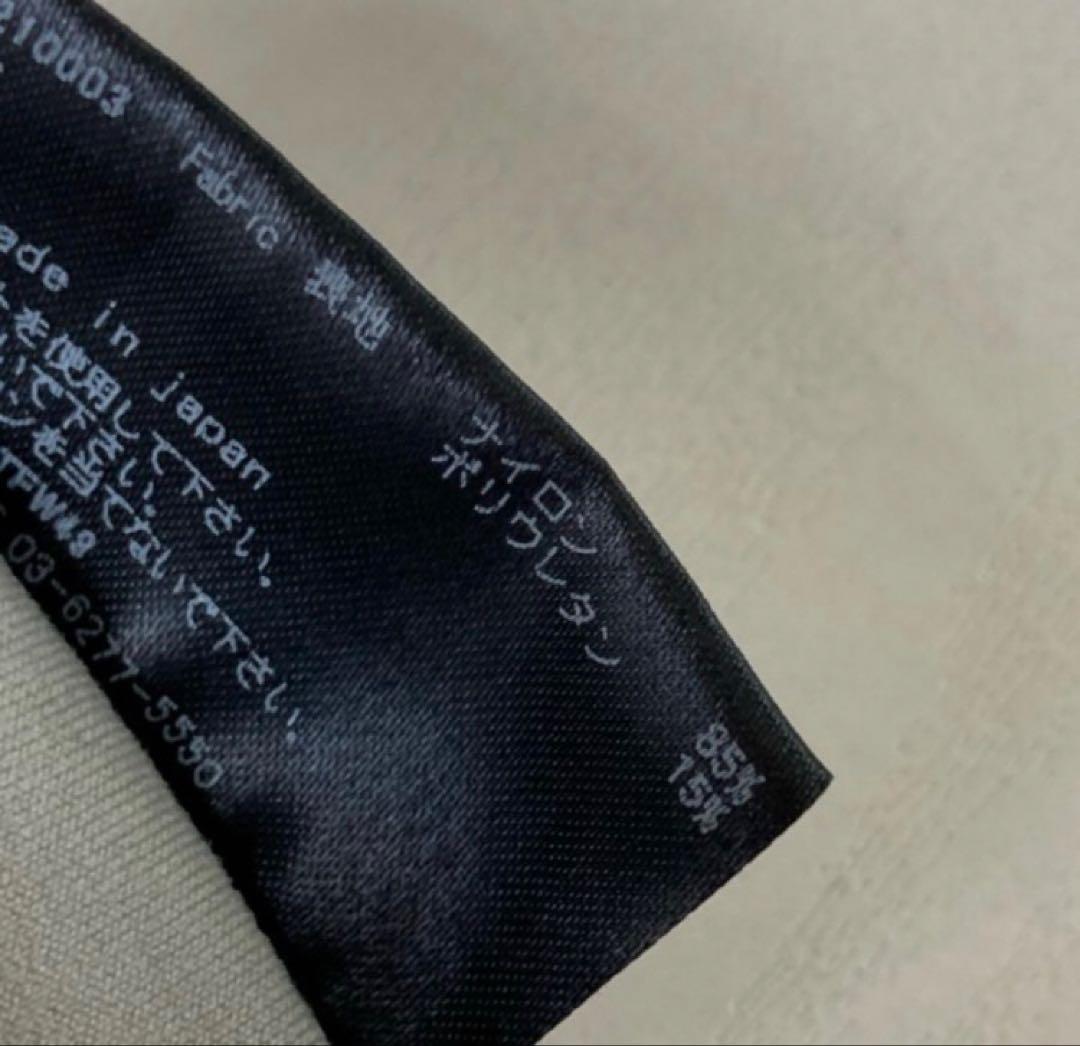 210003 Fabric 表地
ナイロン 85%
ポリウレタン 15%
ade in japan
を使用して下さい。
いで下さい。
ンを当てないで下さい。
TFW49
03-6277-5550